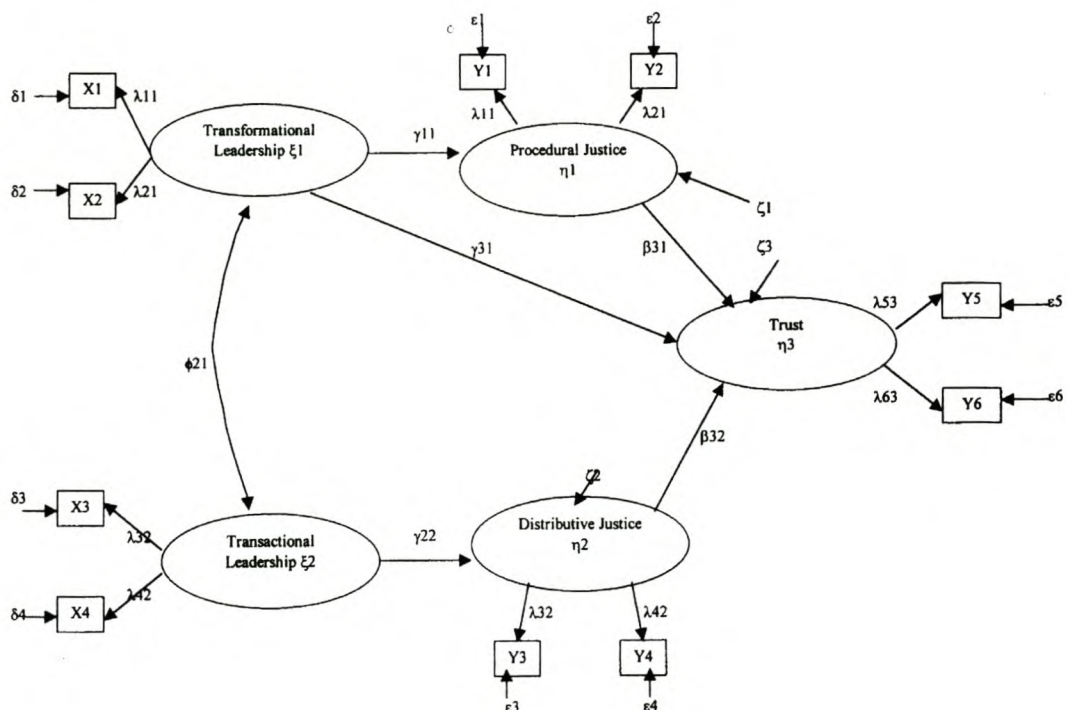 ε1
ε2
c
Y1
Y2
δ1
X1
λ11
λ11
λ21
Transformational
Leadership ξ1
γ11
Procedural Justice
η1
δ2
X2
λ21
ζ1
γ31
β31
ζ3
λ53
Y5
ε5
Trust
η3
ϕ21
λ63
Y6
ε6
β32
δ3
X3
ζ2
λ32
Transactional
Leadership ξ2
γ22
Distributive Justice
η2
δ4
X4
λ42
λ32
λ42
Y3
Y4
ε3
ε4